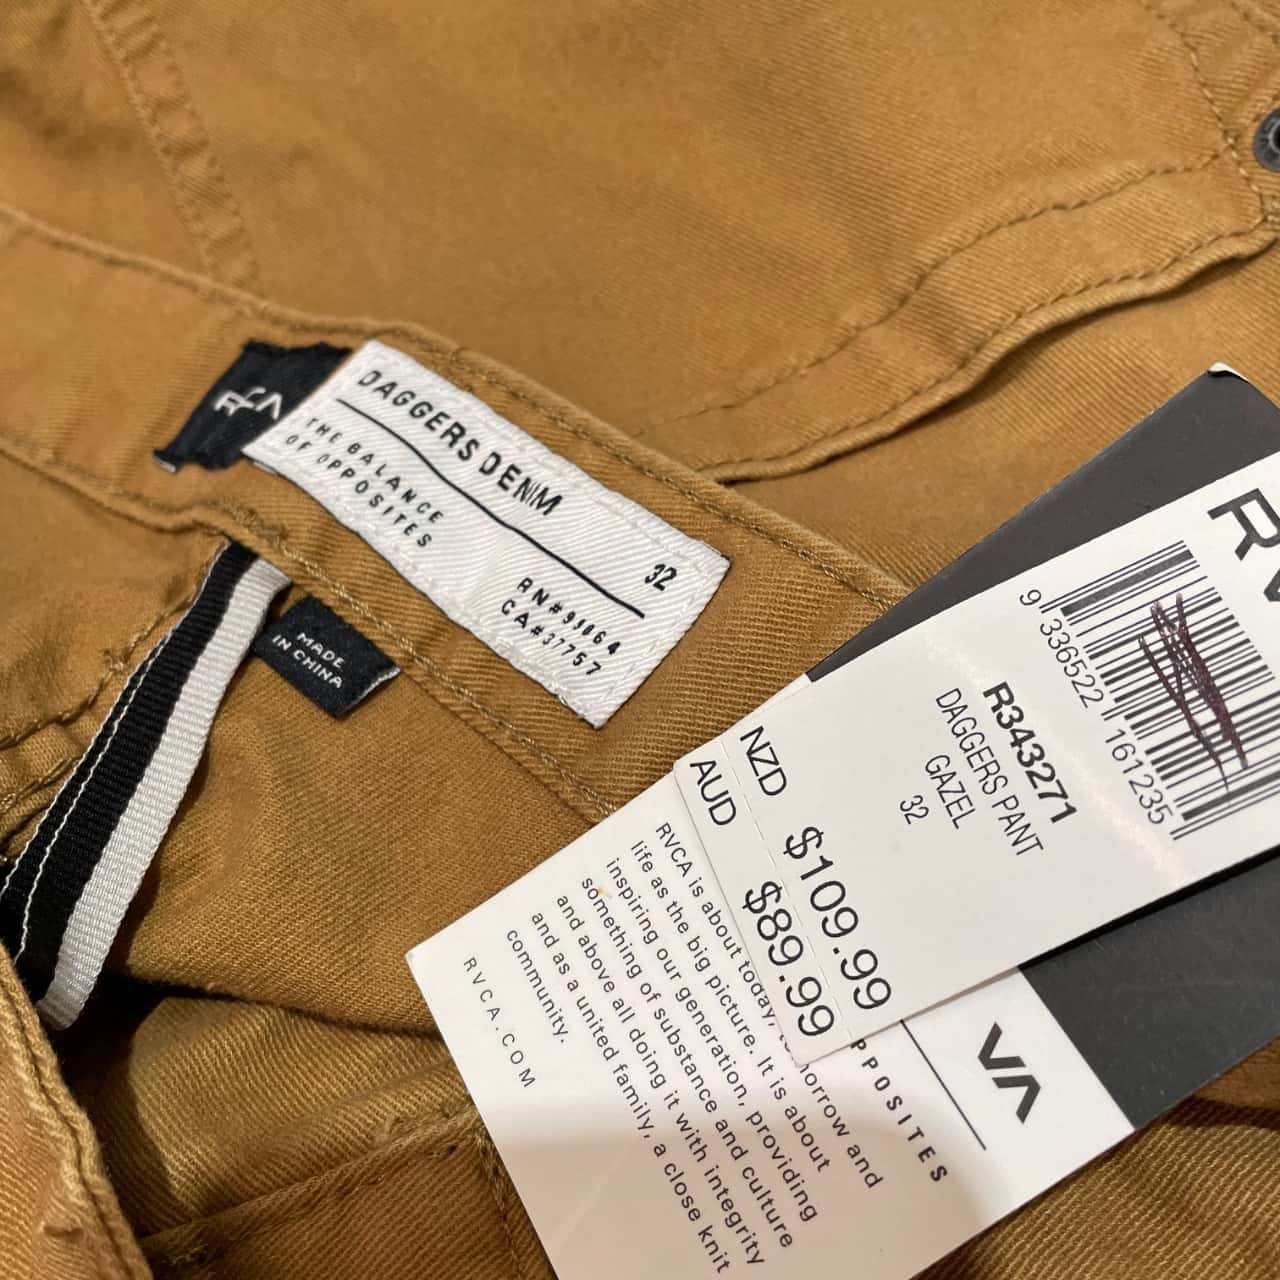 RVCA
DAGGERS DENIM
THE BALANCE
OF OPPOSITES
32
RN#99864
CA#37757
MADE
IN CHINA
RV
9 336522 161235
R343271
DAGGERS PANT
GAZEL
32
NZD $109.99
AUD $89.99
RVCA is about today, tomorrow and
life as the big picture. It is about
inspiring our generation, providing
something of substance and culture
and above all doing it with integrity
and as a united family, a close knit
community.
RVCA.COM
PPOSITES
VA